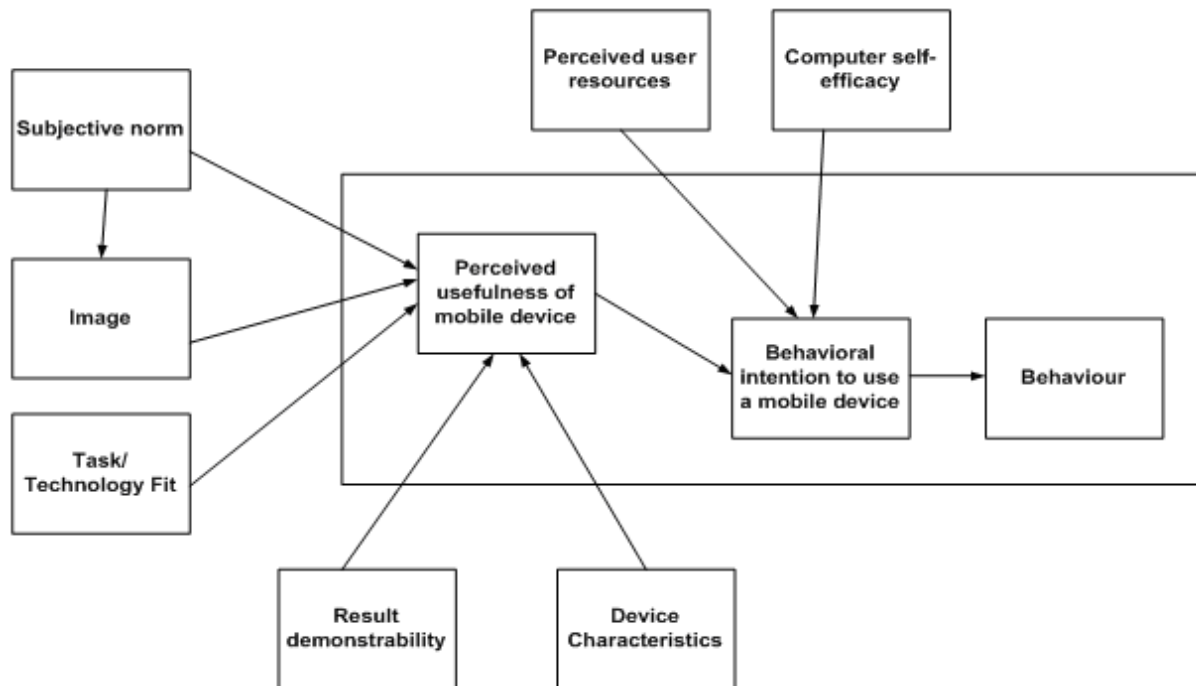 Perceived user
resources
Computer self-
efficacy
Subjective norm
Image
Perceived
usefulness of
mobile device
Behavioral
intention to use
a mobile device
Behaviour
Task/
Technology Fit
Result
demonstrability
Device
Characteristics